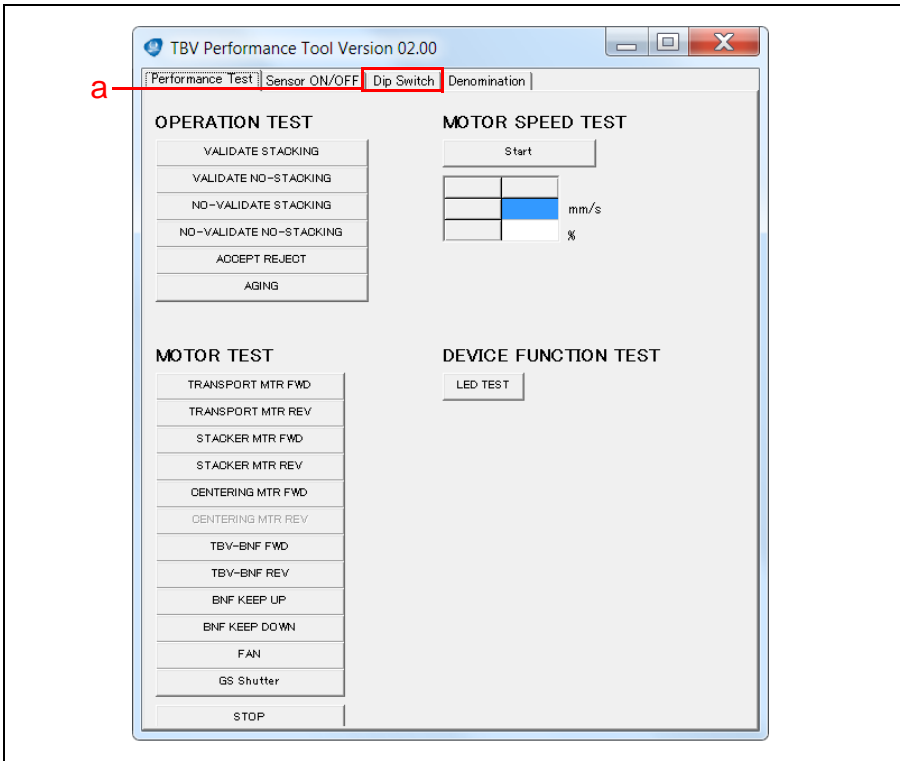 TBV Performance Tool Version 02.00
a
Performance Test Sensor ON/OFF Dip Switch Denomination
OPERATION TEST
VALIDATE STACKING
VALIDATE NO-STACKING
NO-VALIDATE STACKING
NO-VALIDATE NO-STACKING
ACCEPT REJECT
AGING
MOTOR SPEED TEST
Start
mm/s
%
MOTOR TEST
TRANSPORT MTR FWD
TRANSPORT MTR REV
STACKER MTR FWD
STACKER MTR REV
CENTERING MTR FWD
CENTERING MTR REV
TBV-BNF FWD
TBV-BNF REV
BNF KEEP UP
BNF KEEP DOWN
FAN
GS Shutter
STOP
DEVICE FUNCTION TEST
LED TEST